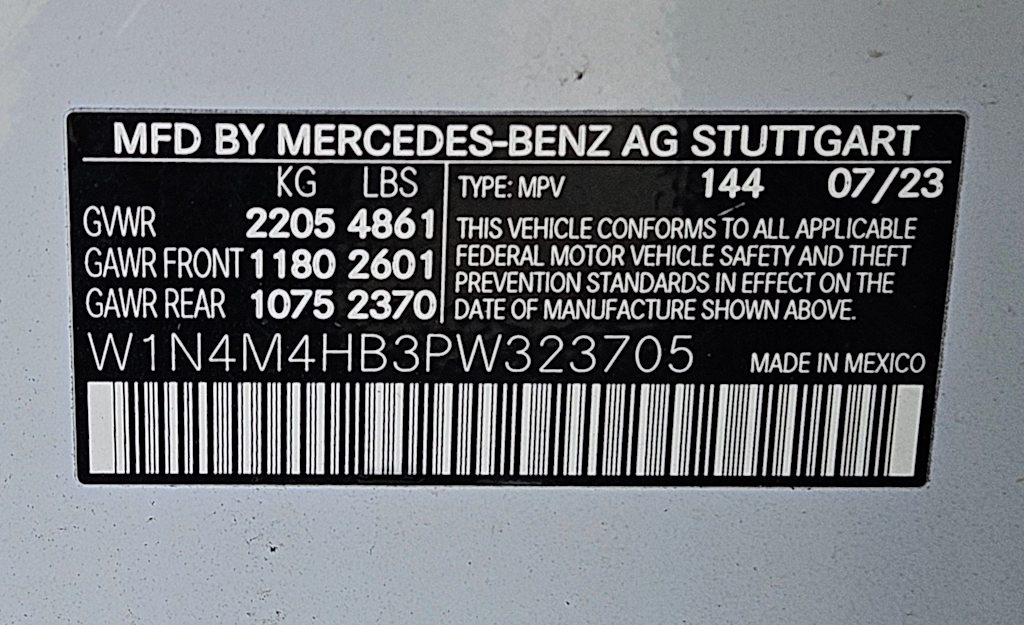 MFD BY MERCEDES-BENZ AG STUTTGART
KG LBS
GVWR 2205 4861
GAWR FRONT 1180 2601
GAWR REAR 1075 2370
TYPE: MPV 144 07/23
THIS VEHICLE CONFORMS TO ALL APPLICABLE
FEDERAL MOTOR VEHICLE SAFETY AND THEFT
PREVENTION STANDARDS IN EFFECT ON THE
DATE OF MANUFACTURE SHOWN ABOVE.
W1N4M4HB3PW323705 MADE IN MEXICO